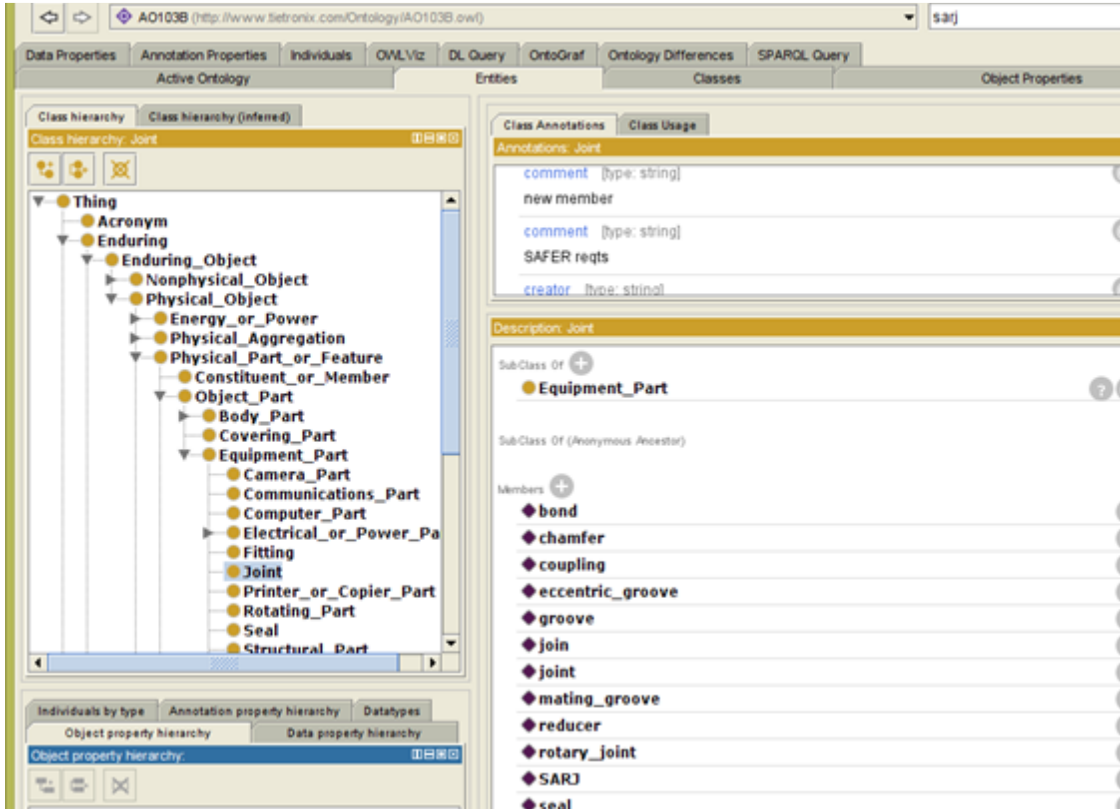 AO103B (http://www.tietronix.com/Ontology/AO103B.owl)
sarj
Data Properties Annotation Properties Individuals OWLViz DL Query OntoGraf Ontology Differences SPARQL Query
Active Ontology Entities Classes Object Properties
Class hierarchy Class hierarchy (inferred)
Class hierarchy: Joint
Thing
Acronym
Enduring
Enduring_Object
Nonphysical_Object
Physical_Object
Energy_or_Power
Physical_Aggregation
Physical_Part_or_Feature
Constituent_or_Member
Object_Part
Body_Part
Covering_Part
Equipment_Part
Camera_Part
Communications_Part
Computer_Part
Electrical_or_Power_Pa
Fitting
Joint
Printer_or_Copier_Part
Rotating_Part
Seal
Structural_Part
Individuals by type Annotation property hierarchy Datatypes
Object property hierarchy Data property hierarchy
Object property hierarchy:
Class Annotations Class Usage
Annotations: Joint
comment [type: string]
new member
comment [type: string]
SAFER reqts
creator [type: string]
Description: Joint
SubClass Of
Equipment_Part
SubClass Of (Anonymous Ancestor)
Members
bond
chamfer
coupling
eccentric_groove
groove
join
joint
mating_groove
reducer
rotary_joint
SARJ
seal